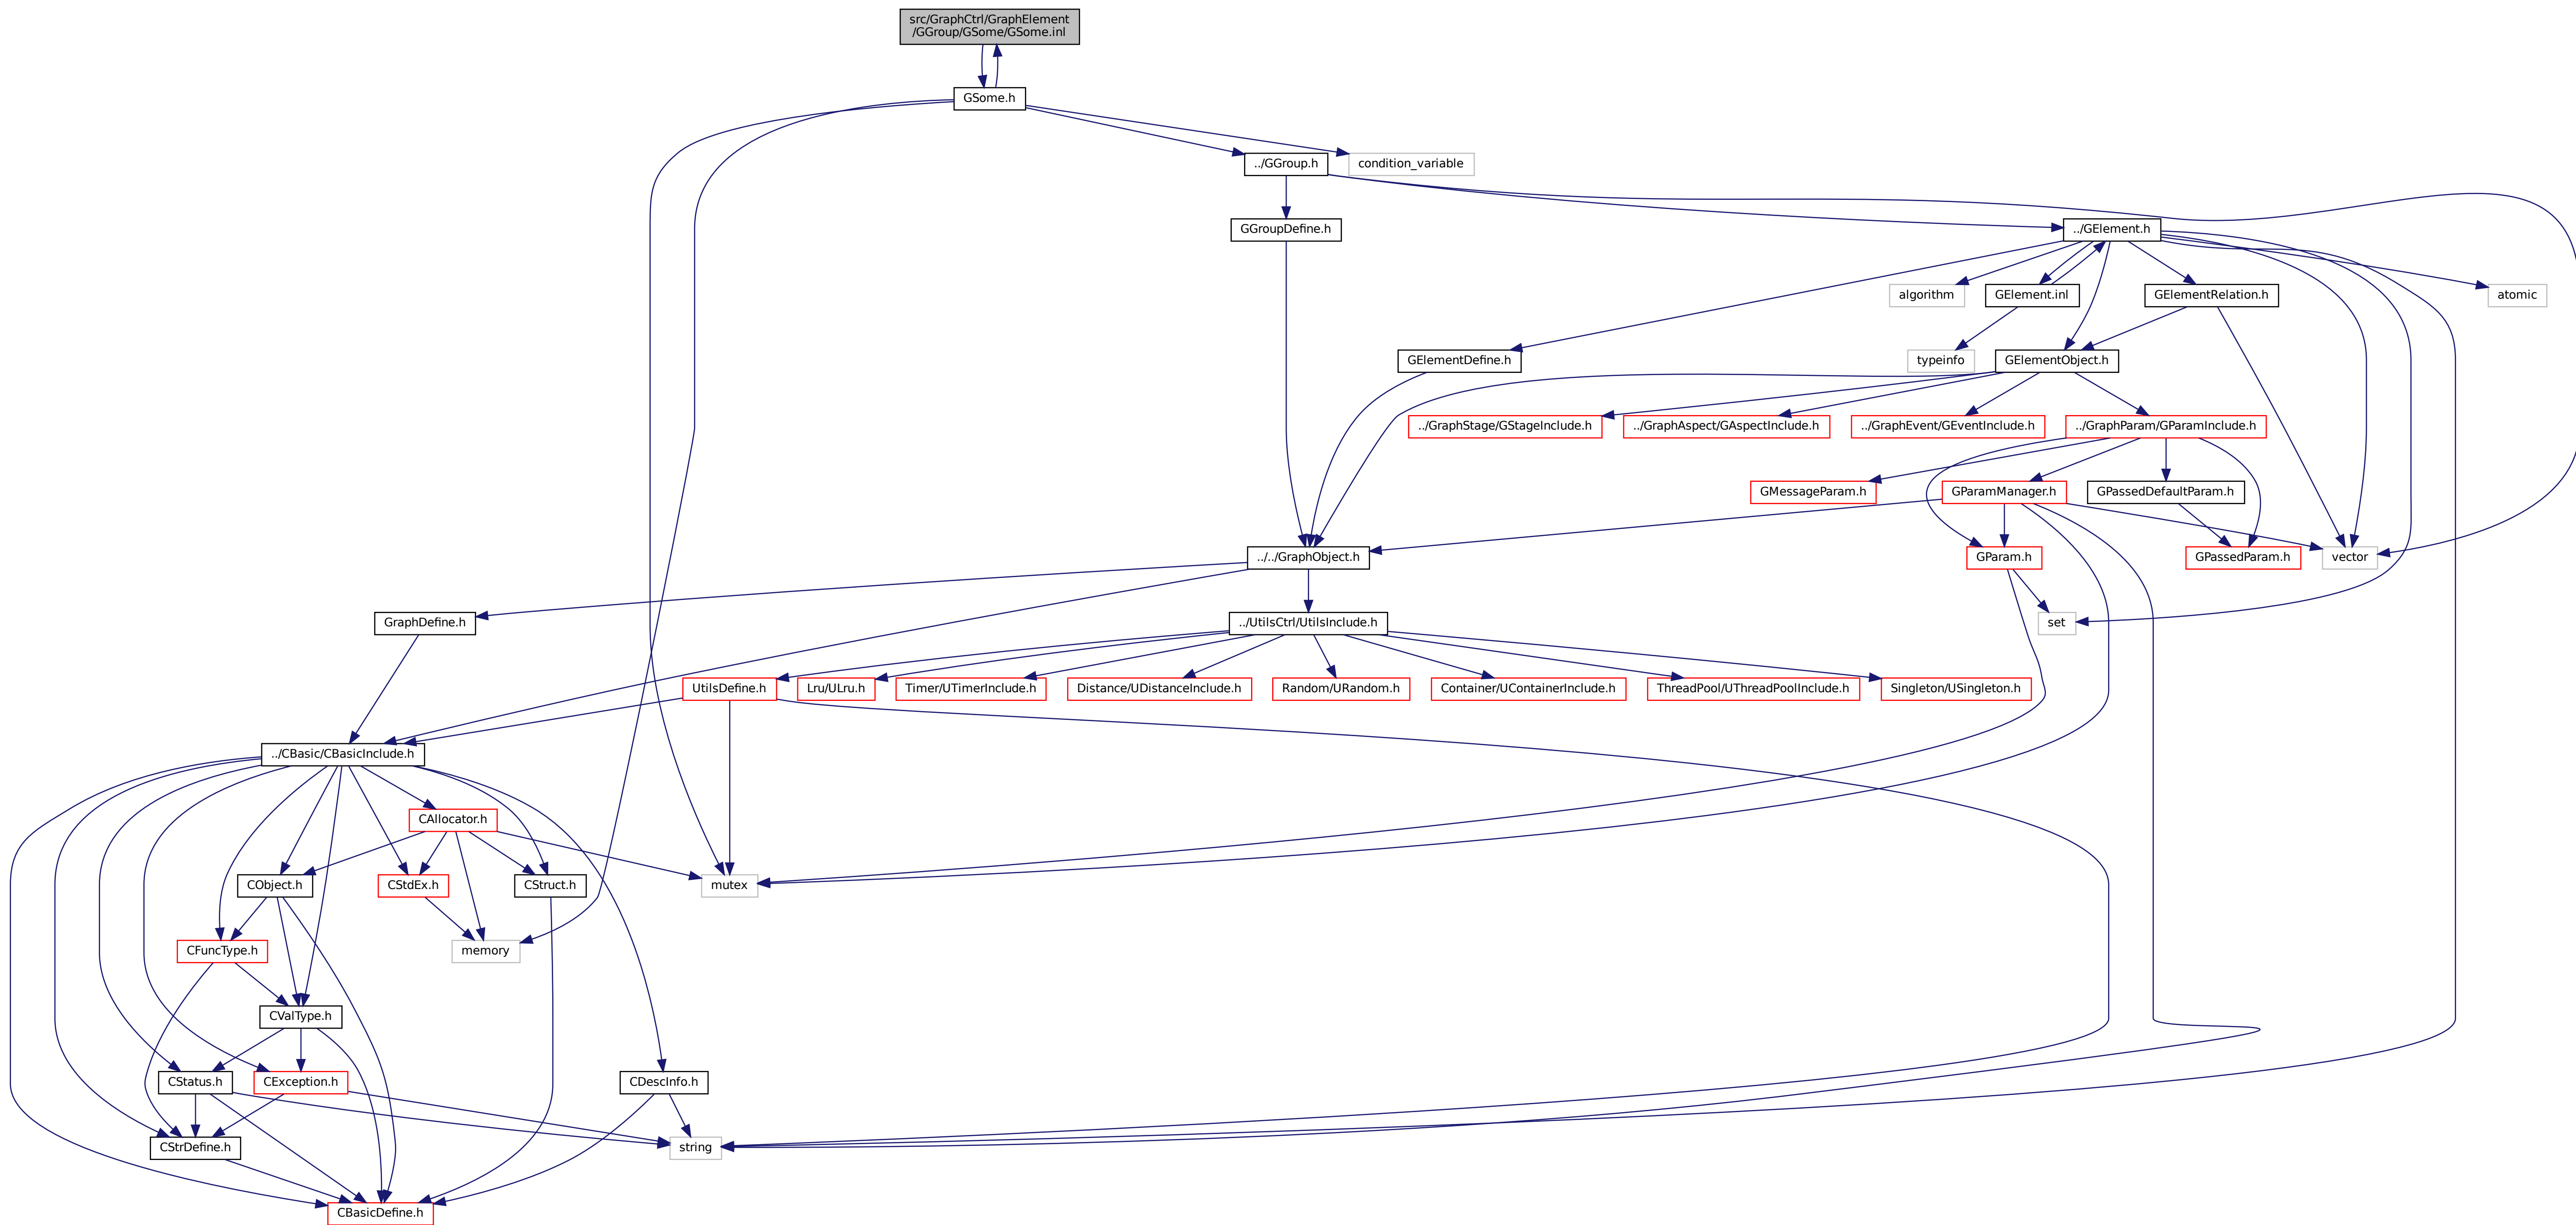 src/GraphCtrl/GraphElement
/GGroup/GSome/GSome.inl
GSome.h
../GGroup.h
condition_variable
GGroupDefine.h
../GElement.h
algorithm
GElement.inl
GElementRelation.h
atomic
GElementDefine.h
typeinfo
GElementObject.h
../GraphStage/GStageInclude.h
../GraphAspect/GAspectInclude.h
../GraphEvent/GEventInclude.h
../GraphParam/GParamInclude.h
GMessageParam.h
GParamManager.h
GPassedDefaultParam.h
../../GraphObject.h
GParam.h
GPassedParam.h
vector
GraphDefine.h
../UtilsCtrl/UtilsInclude.h
set
UtilsDefine.h
Lru/ULru.h
Timer/UTimerInclude.h
Distance/UDistanceInclude.h
Random/URandom.h
Container/UContainerInclude.h
ThreadPool/UThreadPoolInclude.h
Singleton/USingleton.h
../CBasic/CBasicInclude.h
CAllocator.h
CObject.h
CStdEx.h
CStruct.h
mutex
CFuncType.h
memory
CValType.h
CStatus.h
CException.h
CDescInfo.h
CStrDefine.h
string
CBasicDefine.h